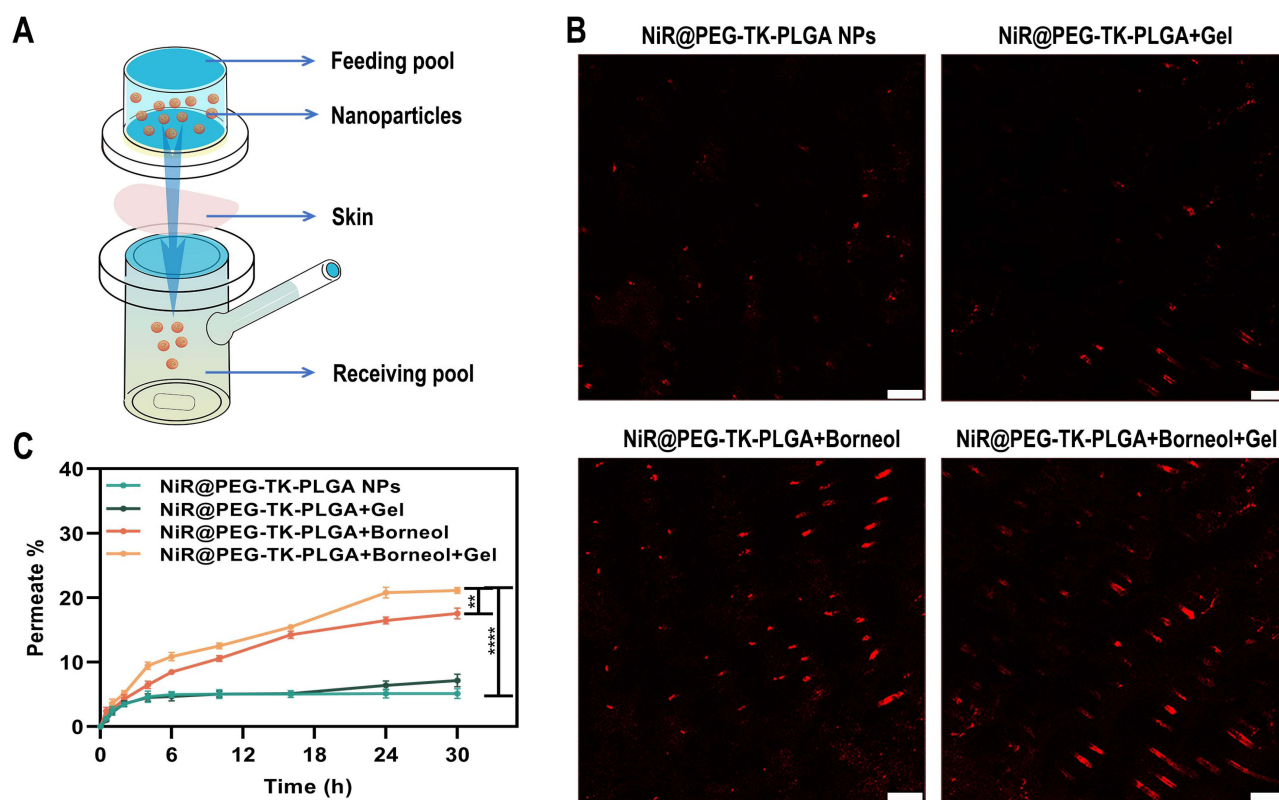 A
Feeding pool
Nanoparticles
Skin
Receiving pool
B
NiR@PEG-TK-PLGA NPs
NiR@PEG-TK-PLGA+Gel
NiR@PEG-TK-PLGA+Borneol
NiR@PEG-TK-PLGA+Borneol+Gel
C
Permeate %
40
30
20
10
0
NiR@PEG-TK-PLGA NPs
NiR@PEG-TK-PLGA+Gel
NiR@PEG-TK-PLGA+Borneol
NiR@PEG-TK-PLGA+Borneol+Gel
**
****
0 6 12 18 24 30
Time (h)